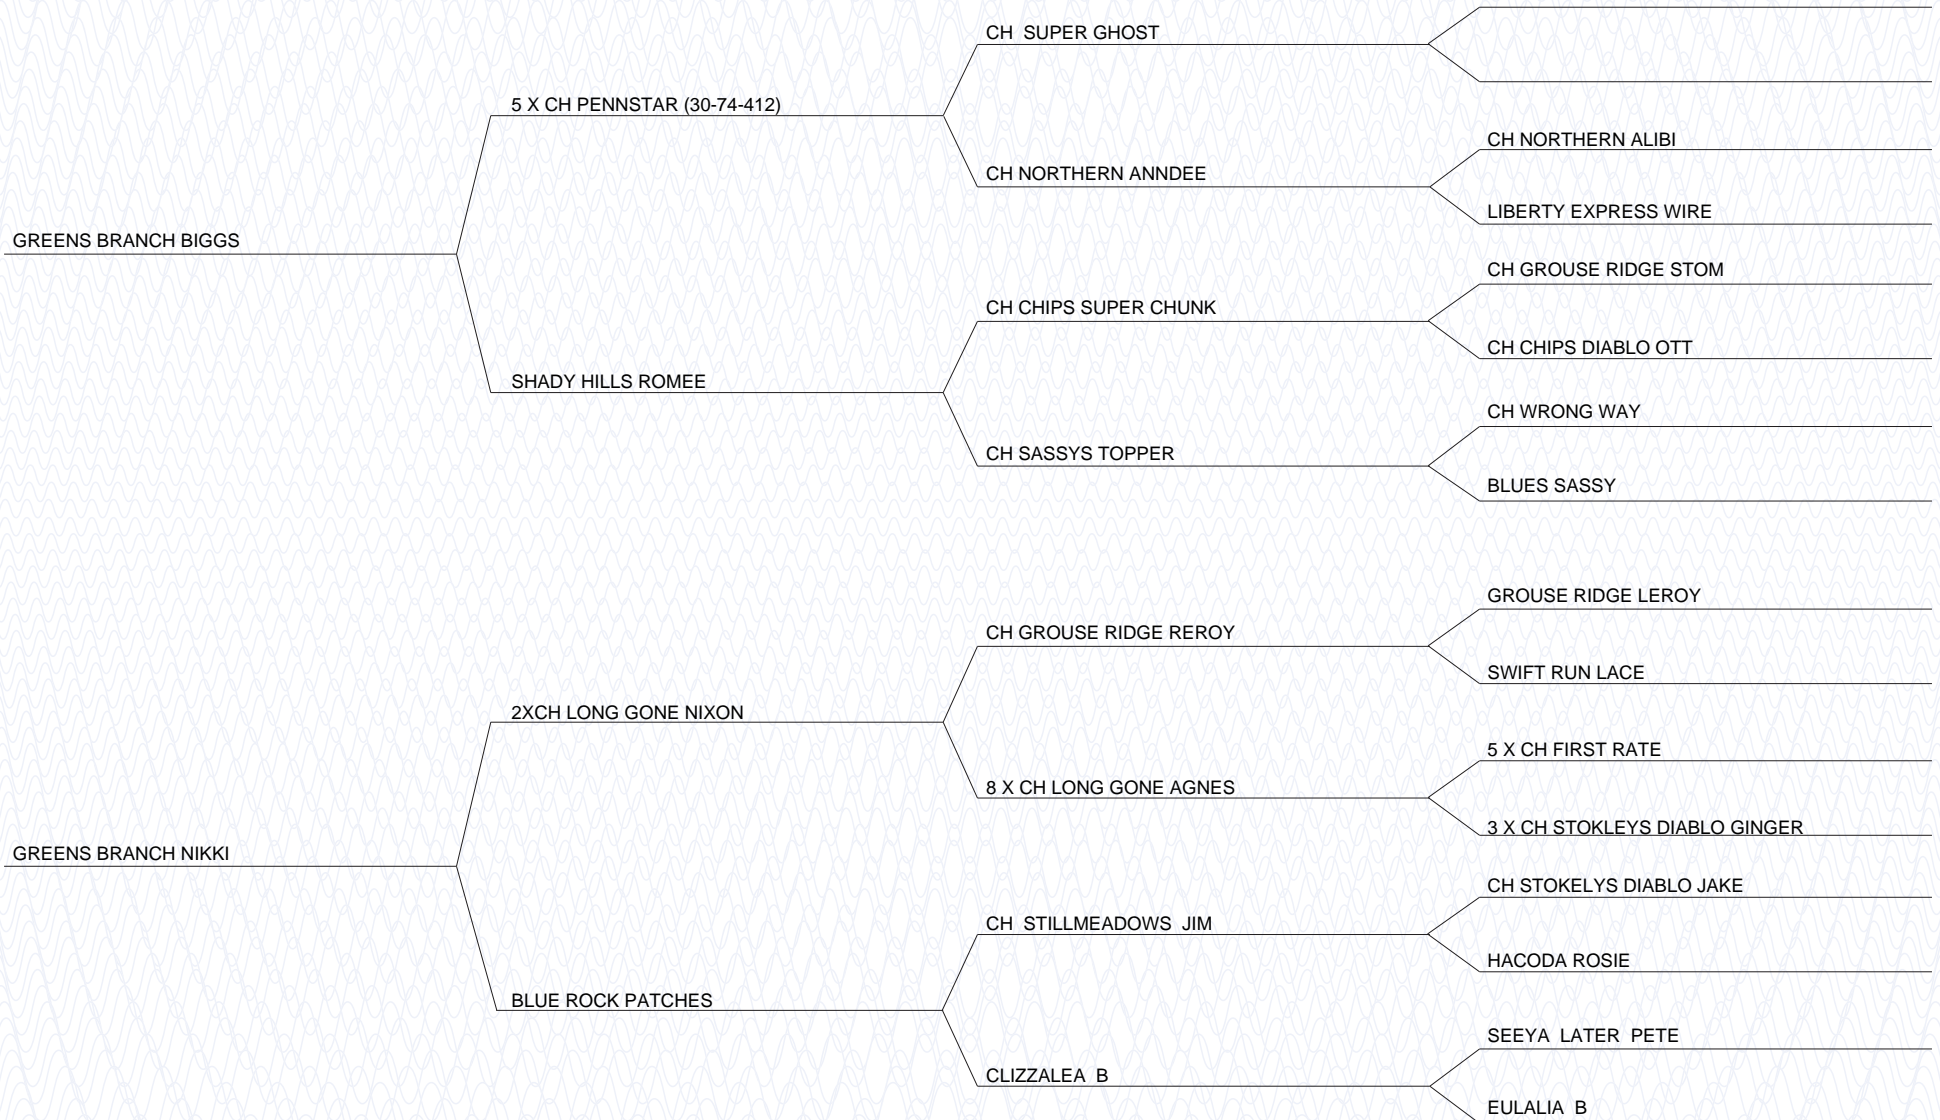 CH  SUPER GHOST
5 X CH PENNSTAR (30-74-412)
CH NORTHERN ALIBI
CH NORTHERN ANNDEE
LIBERTY EXPRESS WIRE
GREENS BRANCH BIGGS
CH GROUSE RIDGE STOM
CH CHIPS SUPER CHUNK
CH CHIPS DIABLO OTT
SHADY HILLS ROMEE
CH WRONG WAY
CH SASSYS TOPPER
BLUES SASSY
GROUSE RIDGE LEROY
CH GROUSE RIDGE REROY
SWIFT RUN LACE
2XCH LONG GONE NIXON
5 X CH FIRST RATE
8 X CH LONG GONE AGNES
3 X CH STOKLEYS DIABLO GINGER
GREENS BRANCH NIKKI
CH STOKELYS DIABLO JAKE
CH  STILLMEADOWS  JIM
HACODA ROSIE
BLUE ROCK PATCHES
SEEYA  LATER  PETE
CLIZZALEA  B
EULALIA  B